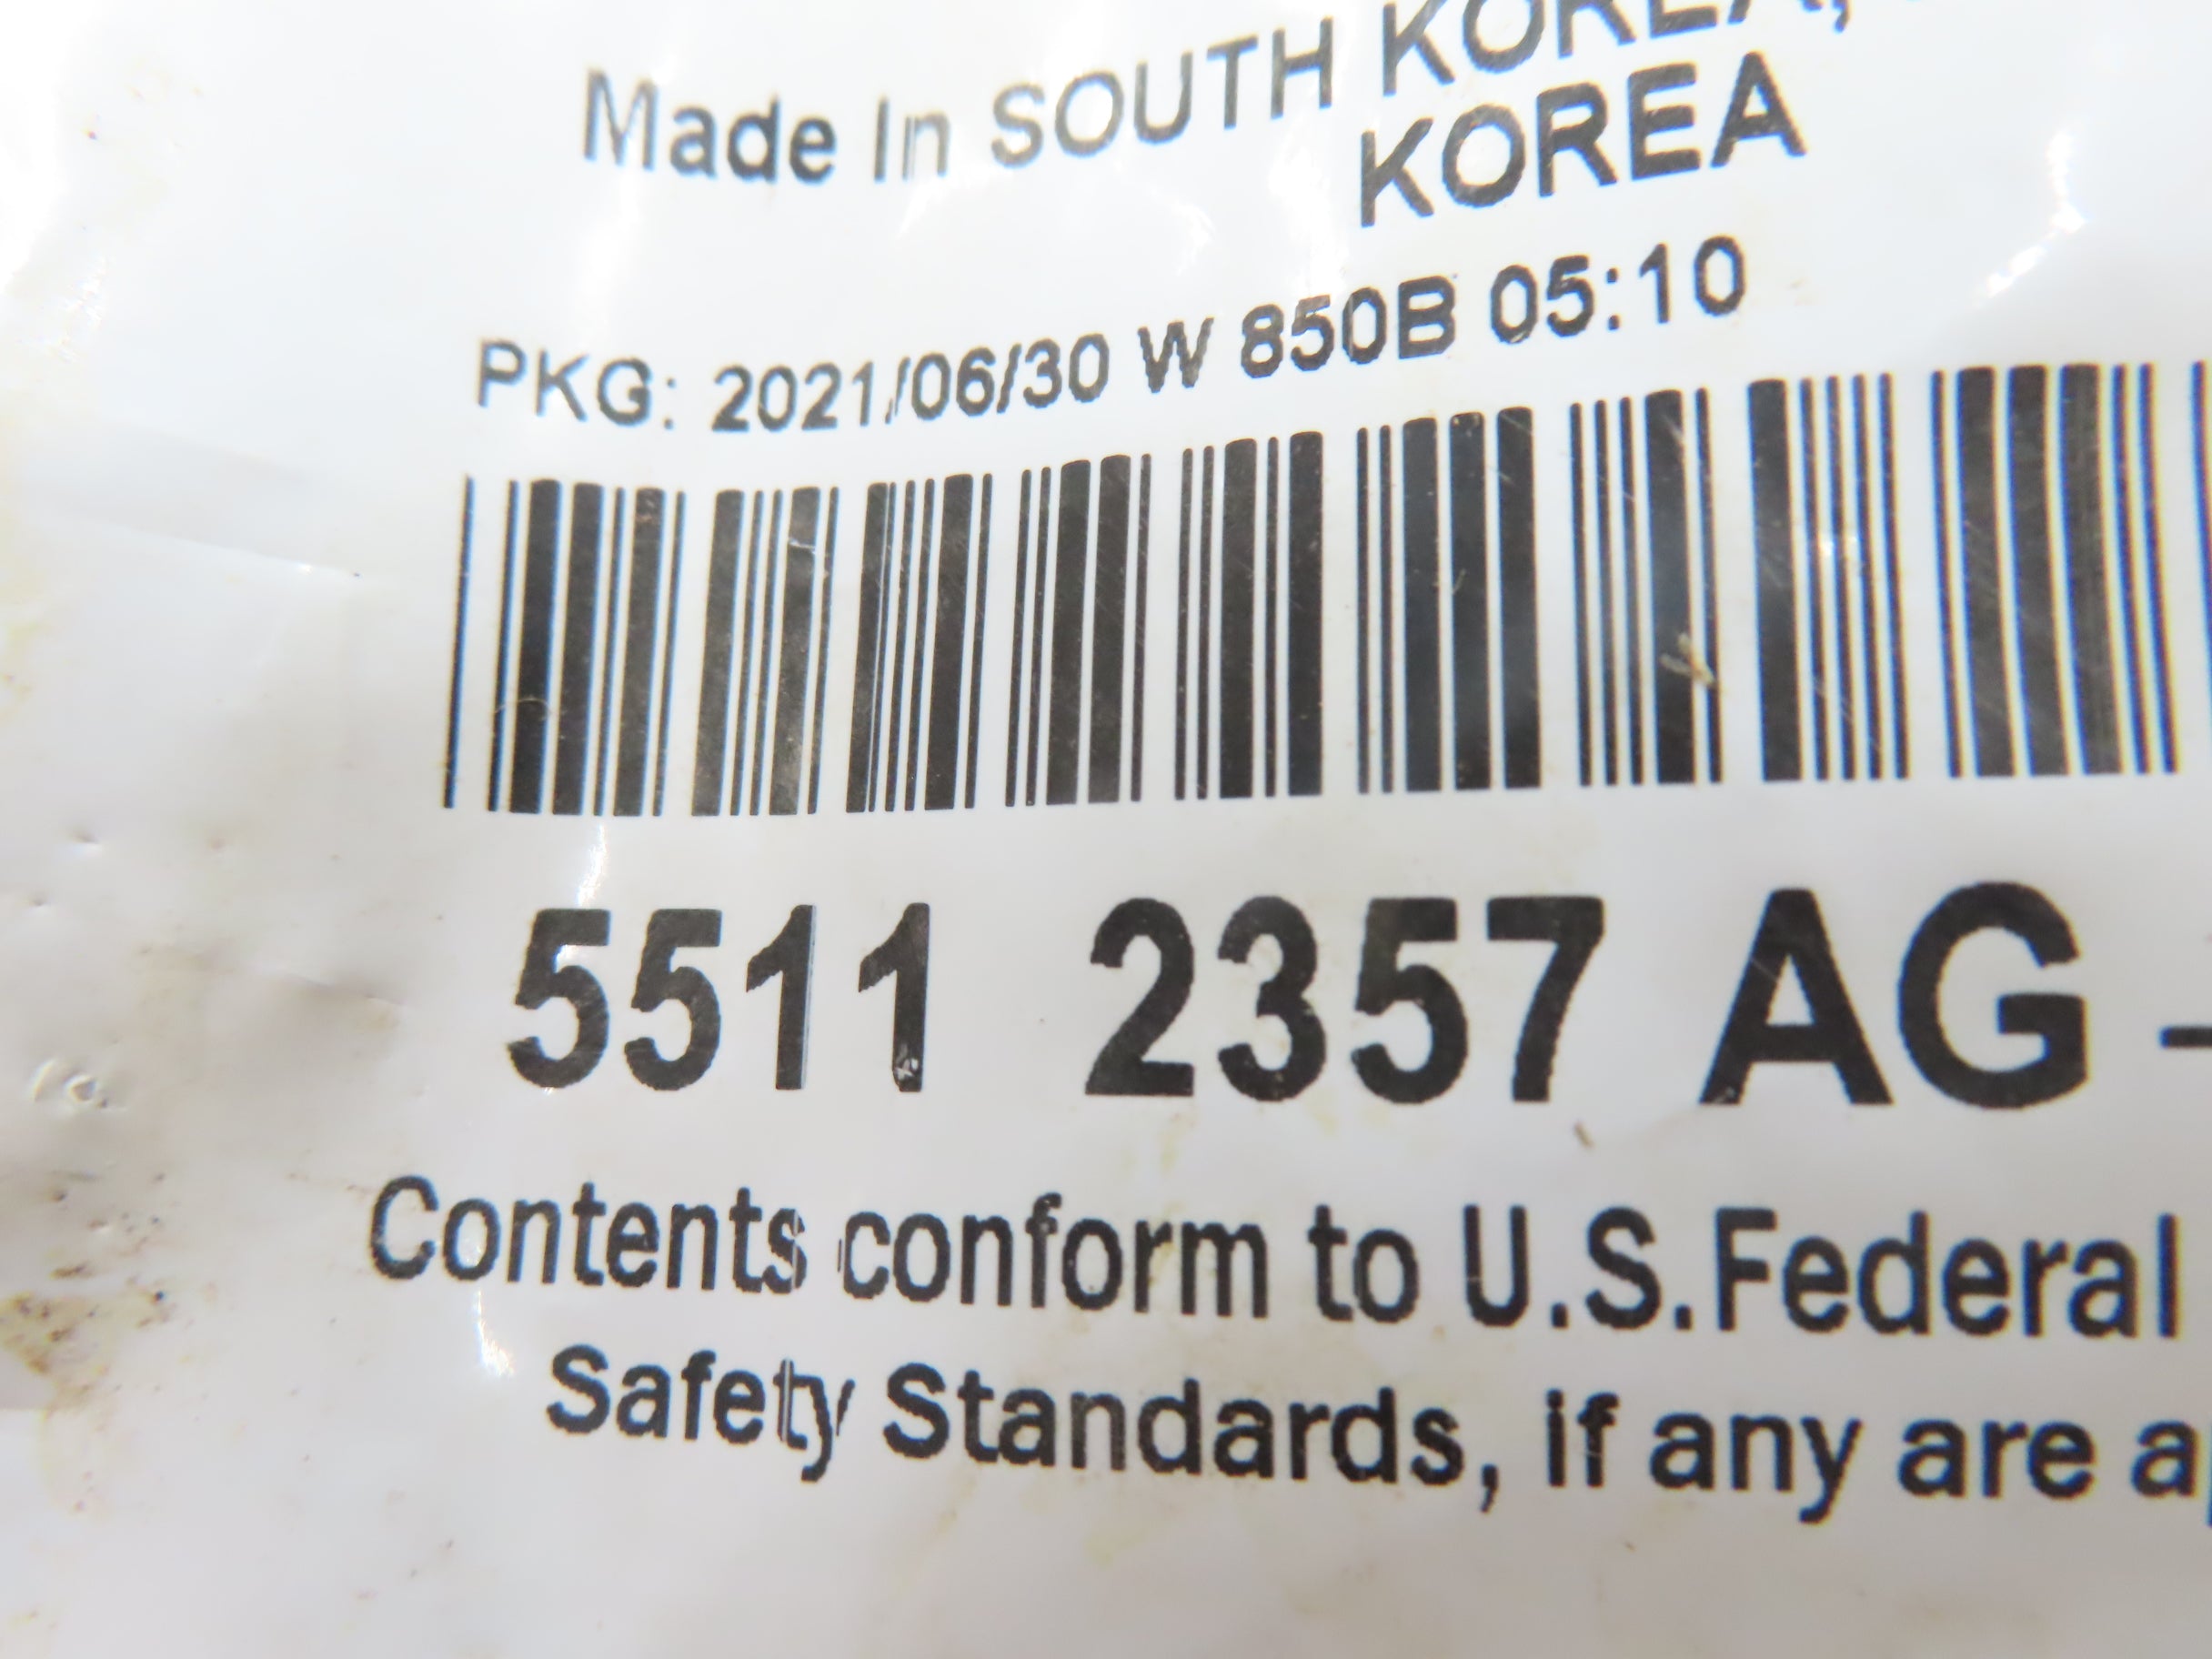 Made In SOUTH KOREA,
KOREA
PKG: 2021/06/30 W 850B 05:10
5511 2357 AG -
Contents conform to U.S.Federal
Safety Standards, if any are